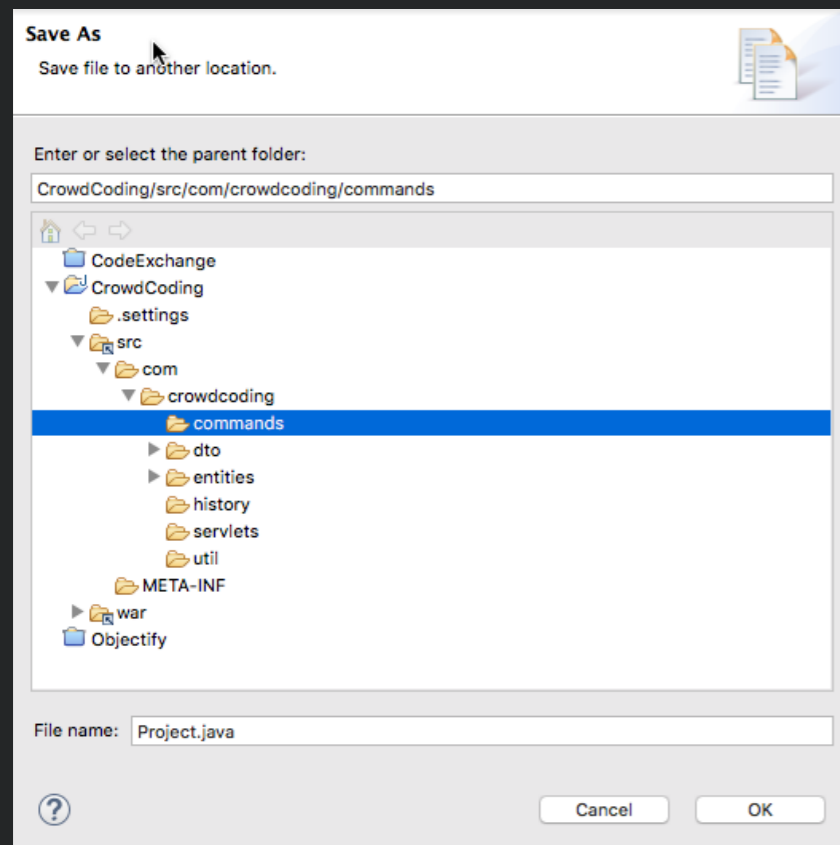 Save As
Save file to another location.
Enter or select the parent folder:
CrowdCoding/src/com/crowdcoding/commands
CodeExchange
CrowdCoding
.settings
src
com
crowdcoding
commands
dto
entities
history
servlets
util
META-INF
war
Objectify
File name: Project.java
? Cancel OK